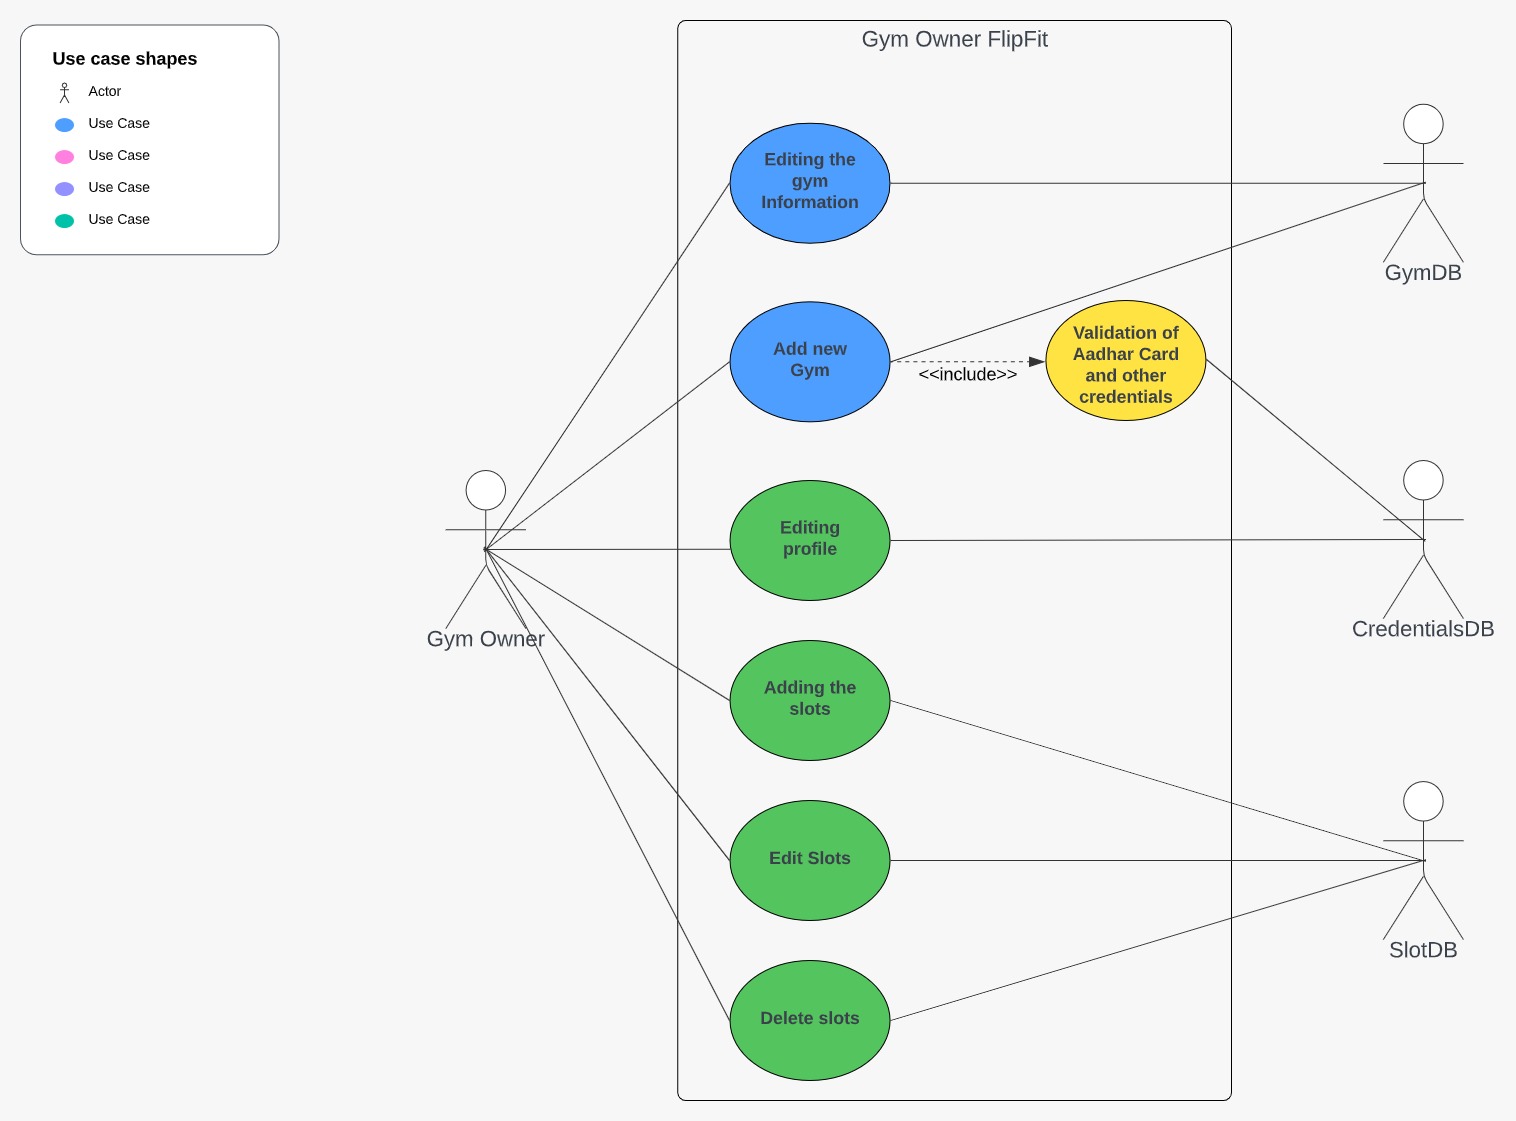 Use case shapes
Actor
Use Case
Use Case
Use Case
Use Case
Gym Owner FlipFit
Editing the
gym
Information
GymDB
Add new
Gym
<<include>>
Validation of
Aadhar Card
and other
credentials
Gym Owner
Editing
profile
CredentialsDB
Adding the
slots
Edit Slots
SlotDB
Delete slots